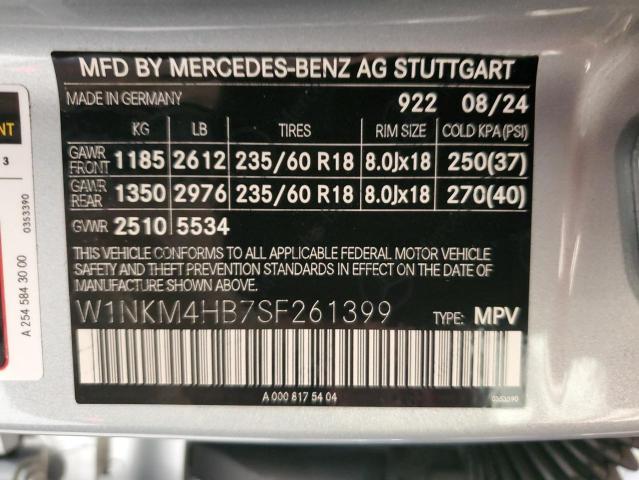 MFD BY MERCEDES-BENZ AG STUTTGART
MADE IN GERMANY 922 08/24
KG LB TIRES RIM SIZE COLD KPA(PSI)
GAWR FRONT 1185 2612 235/60 R18 8.0Jx18 250(37)
GAWR REAR 1350 2976 235/60 R18 8.0Jx18 270(40)
GVWR 2510 5534
THIS VEHICLE CONFORMS TO ALL APPLICABLE FEDERAL MOTOR VEHICLE
SAFETY AND THEFT PREVENTION STANDARDS IN EFFECT ON THE DATE
OF MANUFACTURE SHOWN ABOVE.
W1NKM4HB7SF261399 TYPE: MPV
A 000 817 54 04
0353390
3
0353390
A 254 584 30 00